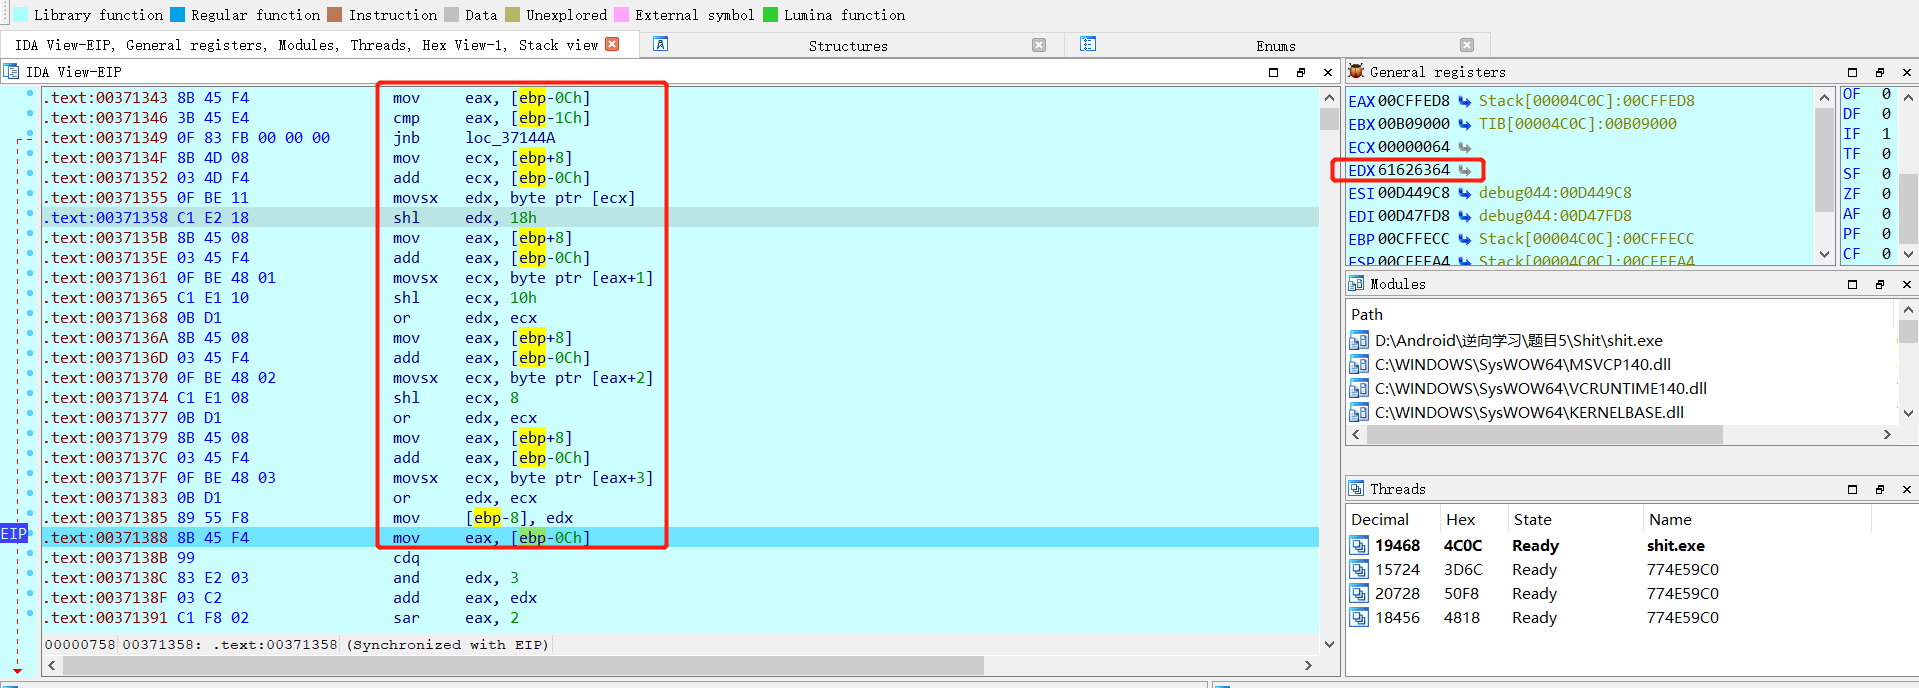 Library function Regular function Instruction Data Unexplored External symbol Lumina function
IDA View-EIP, General registers, Modules, Threads, Hex View-1, Stack view
Structures
Enums
IDA View-EIP
.text:00371343 8B 45 F4 mov eax, [ebp-0Ch]
.text:00371346 3B 45 E4 cmp eax, [ebp-1Ch]
.text:00371349 0F 83 FB 00 00 00 jnb loc_37144A
.text:0037134F 8B 4D 08 mov ecx, [ebp+8]
.text:00371352 03 4D F4 add ecx, [ebp-0Ch]
.text:00371355 0F BE 11 movsx edx, byte ptr [ecx]
.text:00371358 C1 E2 18 shl edx, 18h
.text:0037135B 8B 45 08 mov eax, [ebp+8]
.text:0037135E 03 45 F4 add eax, [ebp-0Ch]
.text:00371361 0F BE 48 01 movsx ecx, byte ptr [eax+1]
.text:00371365 C1 E1 10 shl ecx, 10h
.text:00371368 0B D1 or edx, ecx
.text:0037136A 8B 45 08 mov eax, [ebp+8]
.text:0037136D 03 45 F4 add eax, [ebp-0Ch]
.text:00371370 0F BE 48 02 movsx ecx, byte ptr [eax+2]
.text:00371374 C1 E1 08 shl ecx, 8
.text:00371377 0B D1 or edx, ecx
.text:00371379 8B 45 08 mov eax, [ebp+8]
.text:0037137C 03 45 F4 add eax, [ebp-0Ch]
.text:0037137F 0F BE 48 03 movsx ecx, byte ptr [eax+3]
.text:00371383 0B D1 or edx, ecx
.text:00371385 89 55 F8 mov [ebp-8], edx
EIP .text:00371388 8B 45 F4 mov eax, [ebp-0Ch]
.text:0037138B 99 cdq
.text:0037138C 83 E2 03 and edx, 3
.text:0037138F 03 C2 add eax, edx
.text:00371391 C1 F8 02 sar eax, 2
00000758 00371358: .text:00371358 (Synchronized with EIP)
General registers
EAX 00CFFED8 Stack[00004C0C]:00CFFED8
EBX 00B09000 TIB[00004C0C]:00B09000
ECX 00000064
EDX 61626364
ESI 00D449C8 debug044:00D449C8
EDI 00D47FD8 debug044:00D47FD8
EBP 00CFFECC Stack[00004C0C]:00CFFECC
ESP 00CFFEA4 Stack[00004C0C]:00CFFEA4
OF 0
DF 0
IF 1
TF 0
SF 0
ZF 0
AF 0
PF 0
CF 0
Modules
Path
D:\Android\逆向学习\题目5\Shit\shit.exe
C:\WINDOWS\SysWOW64\MSVCP140.dll
C:\WINDOWS\SysWOW64\VCRUNTIME140.dll
C:\WINDOWS\SysWOW64\KERNELBASE.dll
Threads
Decimal Hex State Name
19468 4C0C Ready shit.exe
15724 3D6C Ready 774E59C0
20728 50F8 Ready 774E59C0
18456 4818 Ready 774E59C0